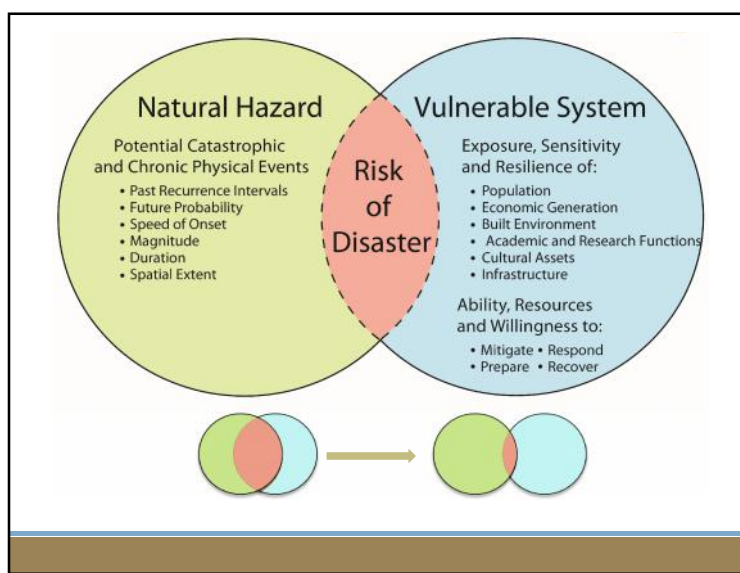 Natural Hazard
Potential Catastrophic
and Chronic Physical Events
• Past Recurrence Intervals
• Future Probability
• Speed of Onset
• Magnitude
• Duration
• Spatial Extent
Risk
of
Disaster
Vulnerable System
Exposure, Sensitivity
and Resilience of:
• Population
• Economic Generation
• Built Environment
• Academic and Research Functions
• Cultural Assets
• Infrastructure
Ability, Resources
and Willingness to:
• Mitigate • Respond
• Prepare • Recover